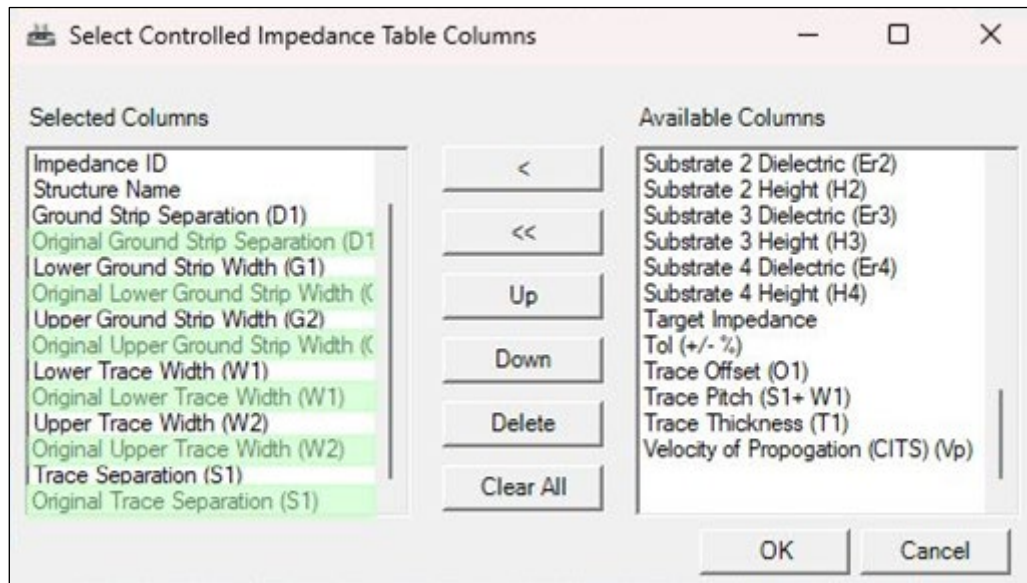 Select Controlled Impedance Table Columns
Selected Columns
Impedance ID
Structure Name
Ground Strip Separation (D1)
Original Ground Strip Separation (D1
Lower Ground Strip Width (G1)
Original Lower Ground Strip Width (
Upper Ground Strip Width (G2)
Original Upper Ground Strip Width (
Lower Trace Width (W1)
Original Lower Trace Width (W1)
Upper Trace Width (W2)
Original Upper Trace Width (W2)
Trace Separation (S1)
Original Trace Separation (S1)
<
<<
Up
Down
Delete
Clear All
Available Columns
Substrate 2 Dielectric (Er2)
Substrate 2 Height (H2)
Substrate 3 Dielectric (Er3)
Substrate 3 Height (H3)
Substrate 4 Dielectric (Er4)
Substrate 4 Height (H4)
Target Impedance
Tol (+/- %)
Trace Offset (O1)
Trace Pitch (S1+ W1)
Trace Thickness (T1)
Velocity of Propogation (CITS) (Vp)
OK
Cancel